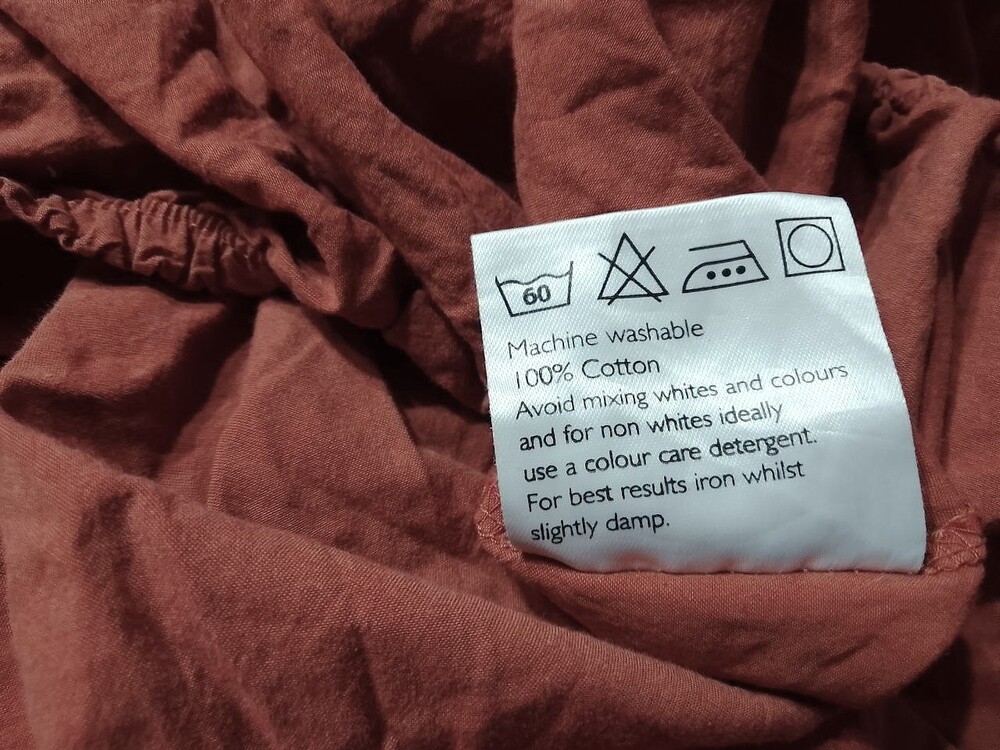 60
Machine washable
100% Cotton
Avoid mixing whites and colours
and for non whites ideally
use a colour care detergent.
For best results iron whilst
slightly damp.